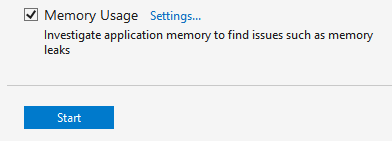 Memory Usage Settings...
Investigate application memory to find issues such as memory
leaks
Start